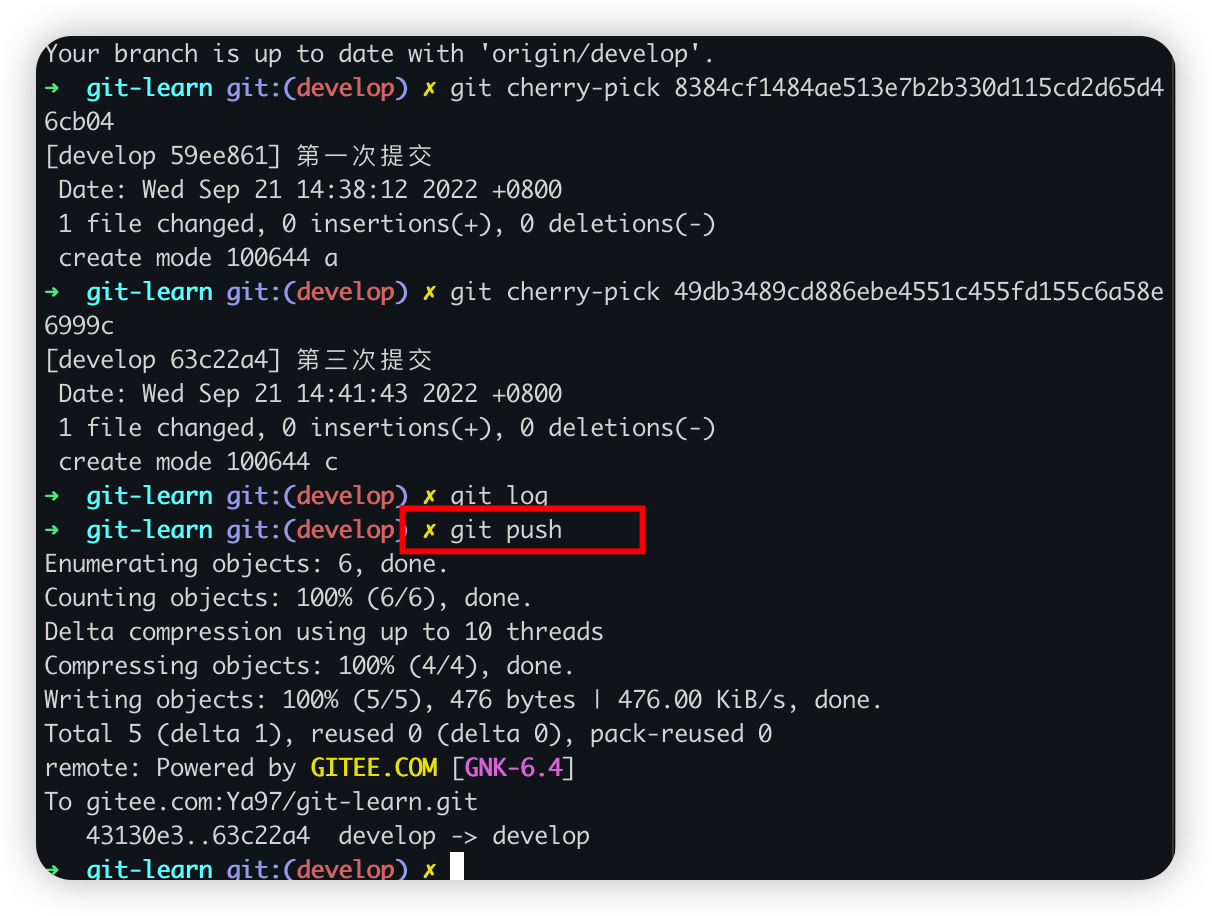 Your branch is up to date with 'origin/develop'.
➜  git-learn git:(develop) ✗ git cherry-pick 8384cf1484ae513e7b2b330d115cd2d65d4
6cb04
[develop 59ee861] 第一次提交
 Date: Wed Sep 21 14:38:12 2022 +0800
 1 file changed, 0 insertions(+), 0 deletions(-)
 create mode 100644 a
➜  git-learn git:(develop) ✗ git cherry-pick 49db3489cd886ebe4551c455fd155c6a58e
6999c
[develop 63c22a4] 第三次提交
 Date: Wed Sep 21 14:41:43 2022 +0800
 1 file changed, 0 insertions(+), 0 deletions(-)
 create mode 100644 c
➜  git-learn git:(develop) ✗ git log
➜  git-learn git:(develop) ✗ git push
Enumerating objects: 6, done.
Counting objects: 100% (6/6), done.
Delta compression using up to 10 threads
Compressing objects: 100% (4/4), done.
Writing objects: 100% (5/5), 476 bytes | 476.00 KiB/s, done.
Total 5 (delta 1), reused 0 (delta 0), pack-reused 0
remote: Powered by GITEE.COM [GNK-6.4]
To gitee.com:Ya97/git-learn.git
   43130e3..63c22a4  develop -> develop
➜  git-learn git:(develop) ✗